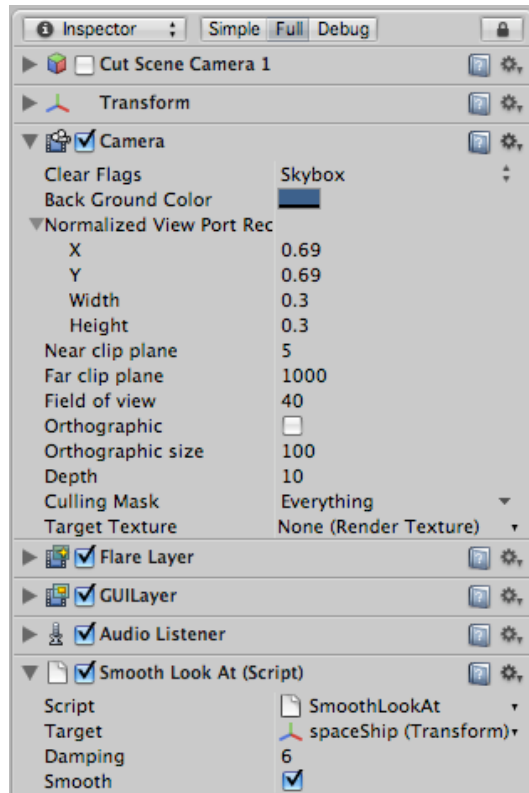 Inspector Simple Full Debug
Cut Scene Camera 1
Transform
Camera
Clear Flags Skybox
Back Ground Color
Normalized View Port Rec
X 0.69
Y 0.69
Width 0.3
Height 0.3
Near clip plane 5
Far clip plane 1000
Field of view 40
Orthographic
Orthographic size 100
Depth 10
Culling Mask Everything
Target Texture None (Render Texture)
Flare Layer
GUILayer
Audio Listener
Smooth Look At (Script)
Script SmoothLookAt
Target spaceShip (Transform)
Damping 6
Smooth